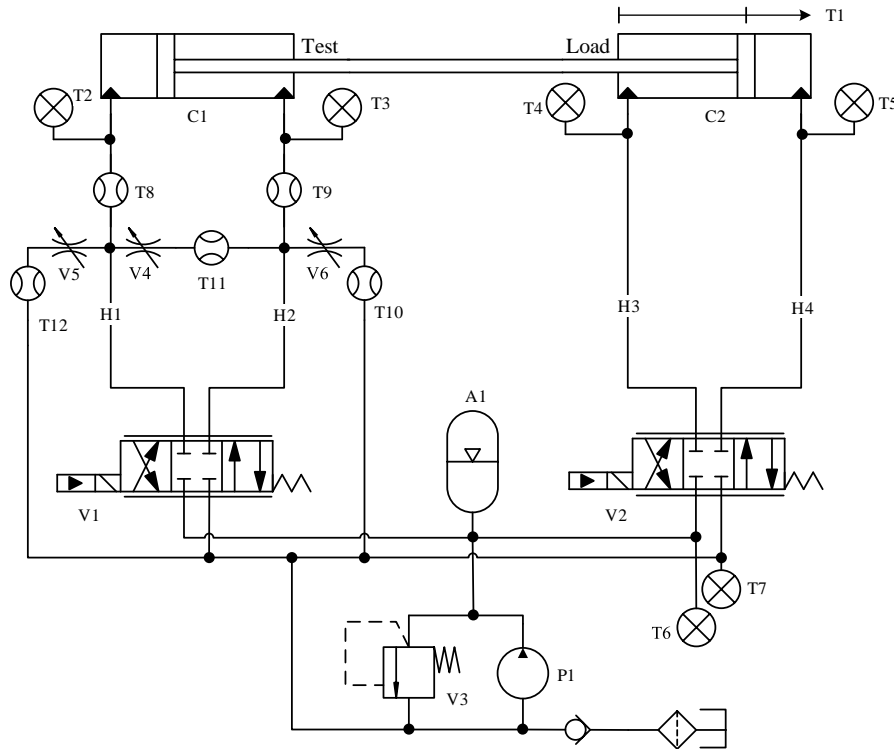 T1
Test Load
T2 T3 T4 T5
C1 C2
T8 T9
V5 V4 T11 V6
T12 H1 H2 T10 H3 H4
A1
V1 V2
T7
T6
V3 P1